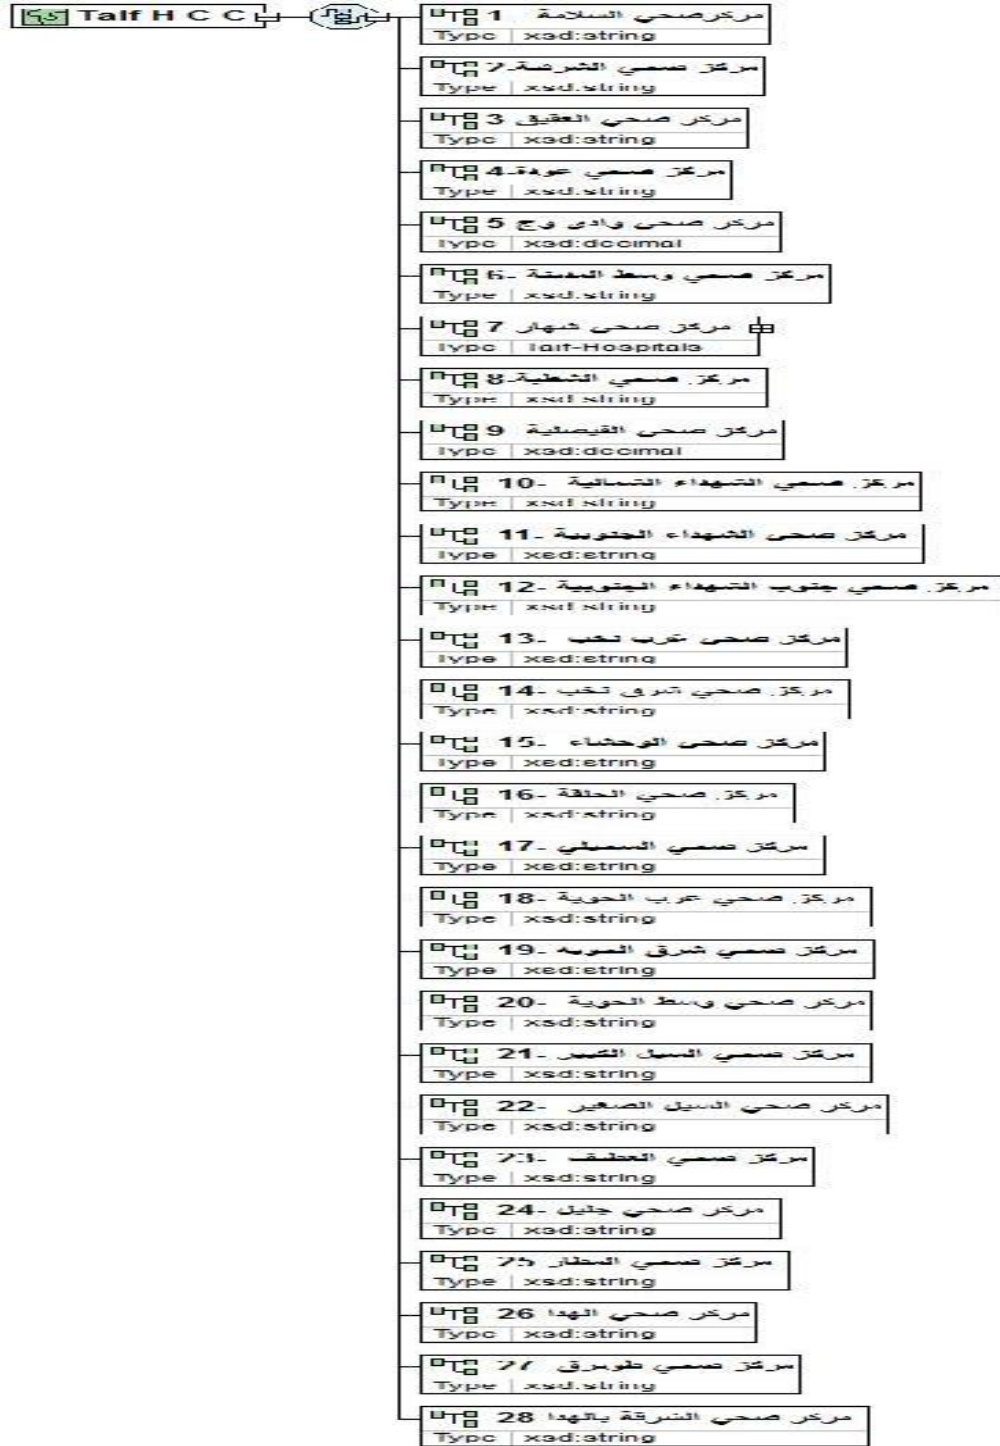 Taif H C C
1 مركزصحي السلامة
Type xsd:string
2-مركز صحي الشرقية
Type xsd:string
3 مركز صحي العقيق
Type xsd:string
4-مركز صحي عودة
Type xsd:string
5 مركز صحي وادي وج
Type xsd:decimal
6- مركز صحي وسط المدينة
Type xsd:string
7 مركز صحي شهار
Type Taif-Hospitals
8-مركز صحي
Type xsd:string
9 مركز صحي الفيصلية
Type xsd:decimal
10- مركز صحي الشهداء الشمالية
Type xsd:string
11- مركز صحي الشهداء الجنوبية
Type xsd:string
12- مركز صحي جنوب الشهداء الجنوبية
Type xsd:string
13- مركز صحي غرب نخب
Type xsd:string
14- مركز صحي شرق نخب
Type xsd:string
15- مركز صحي الوحشاء
Type xsd:string
16- مركز صحي الحلقة
Type xsd:string
17- مركز صحي
Type xsd:string
18- مركز صحي غرب الحوية
Type xsd:string
19- مركز صحي شرق الحويه
Type xsd:string
20- مركز صحي وسط الحوية
Type xsd:string
21- مركز صحي السيل الكبير
Type xsd:string
22- مركز صحي السيل الصغير
Type xsd:string
23- مركز صحي العطيف
Type xsd:string
24- مركز صحي جليل
Type xsd:string
25 مركز صحي المطار
Type xsd:string
26 مركز صحي الهدا
Type xsd:string
27 مركز صحي
Type xsd:string
28 مركز صحي الشرقة بالهدا
Type xsd:string